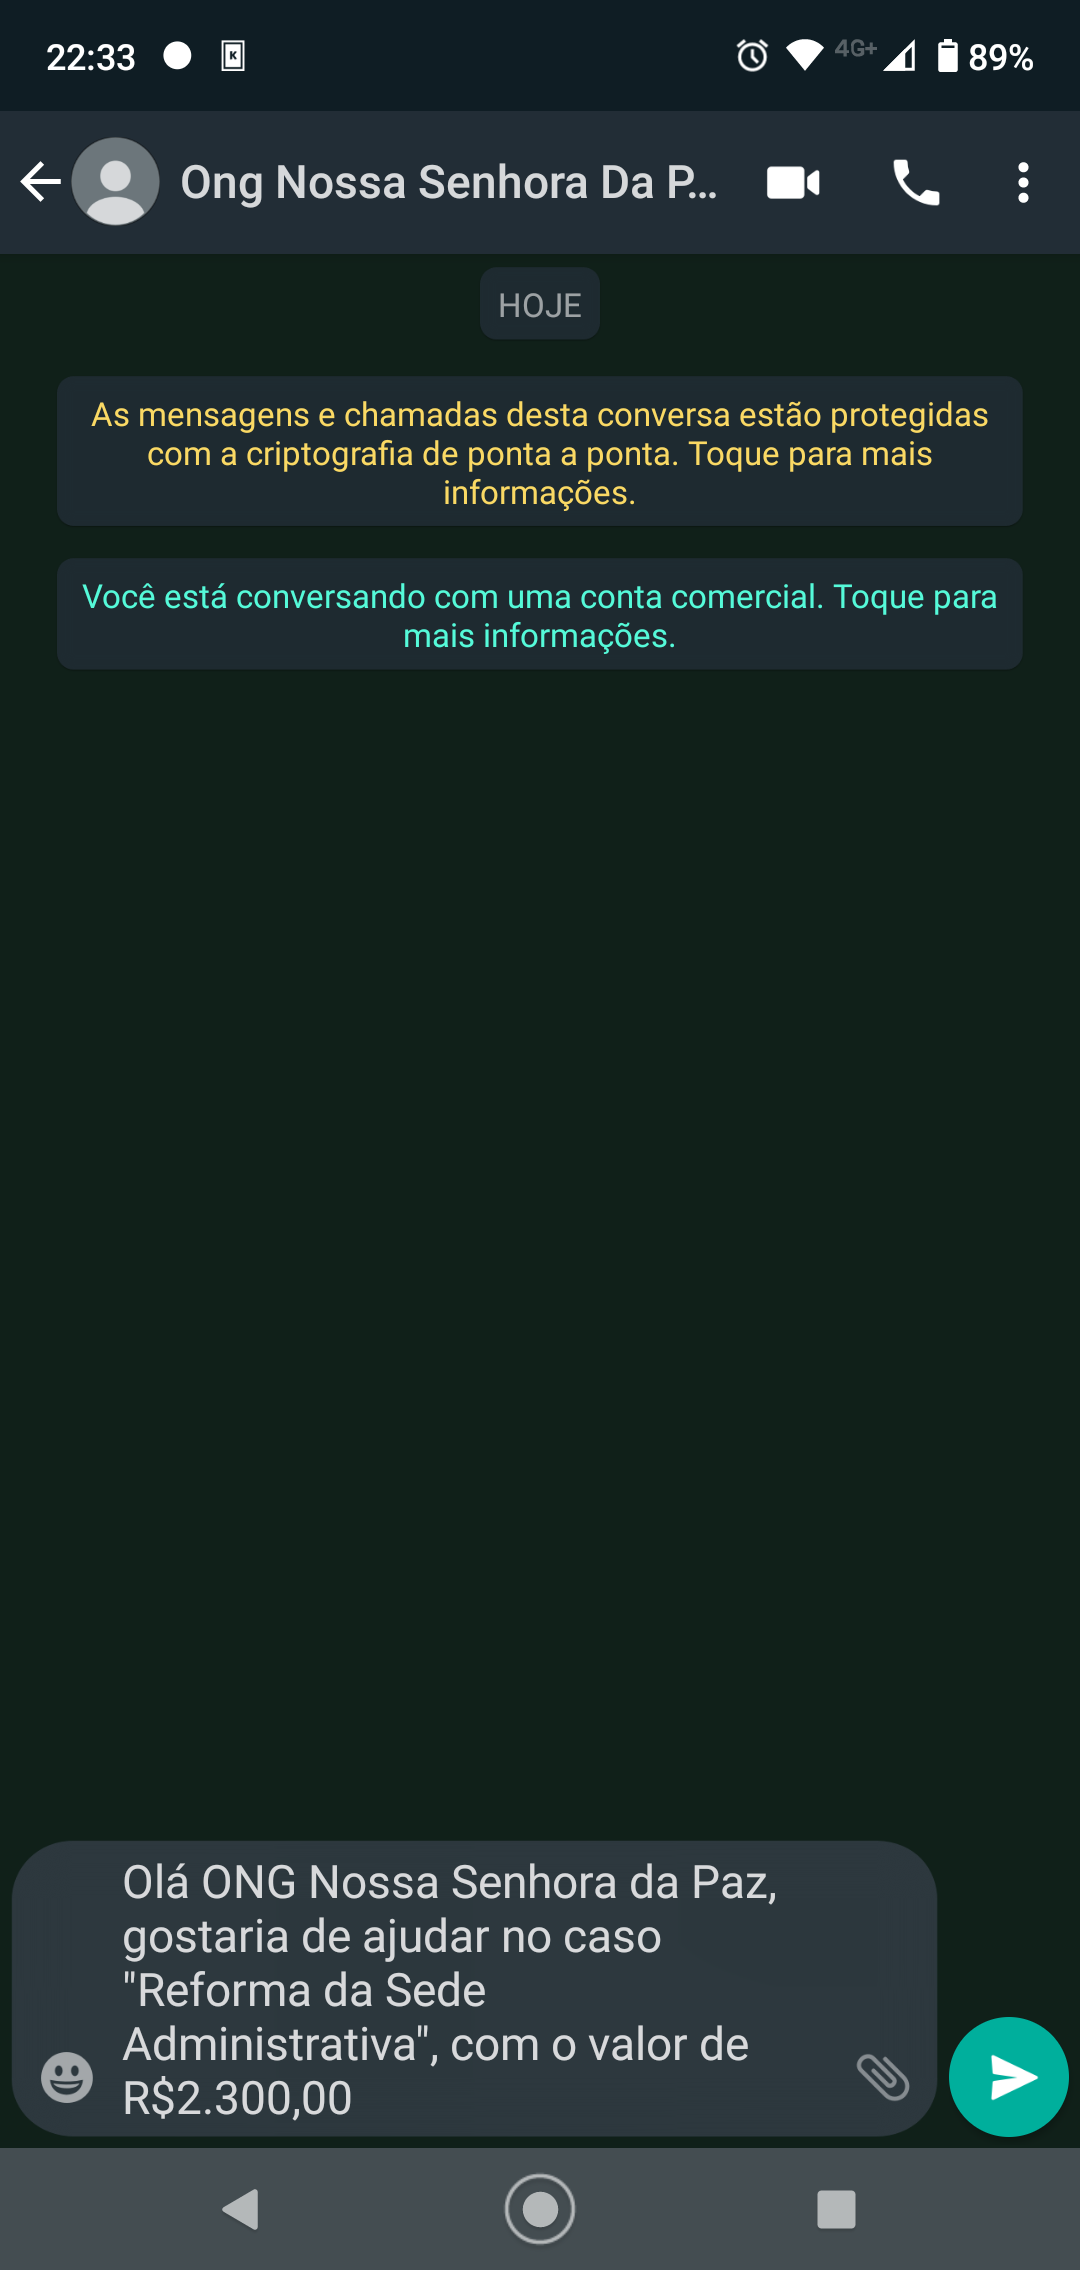 22:33 K 4G+ 89%
Ong Nossa Senhora Da P...
HOJE
As mensagens e chamadas desta conversa estão protegidas
com a criptografia de ponta a ponta. Toque para mais
informações.
Você está conversando com uma conta comercial. Toque para
mais informações.
Olá ONG Nossa Senhora da Paz,
gostaria de ajudar no caso
"Reforma da Sede
Administrativa", com o valor de
R$2.300,00